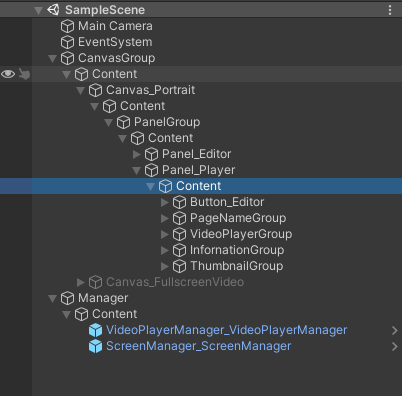 SampleScene
Main Camera
EventSystem
CanvasGroup
Content
Canvas_Portrait
Content
PanelGroup
Content
Panel_Editor
Panel_Player
Content
Button_Editor
PageNameGroup
VideoPlayerGroup
InfornationGroup
ThumbnailGroup
Canvas_FullscreenVideo
Manager
Content
VideoPlayerManager_VideoPlayerManager
ScreenManager_ScreenManager